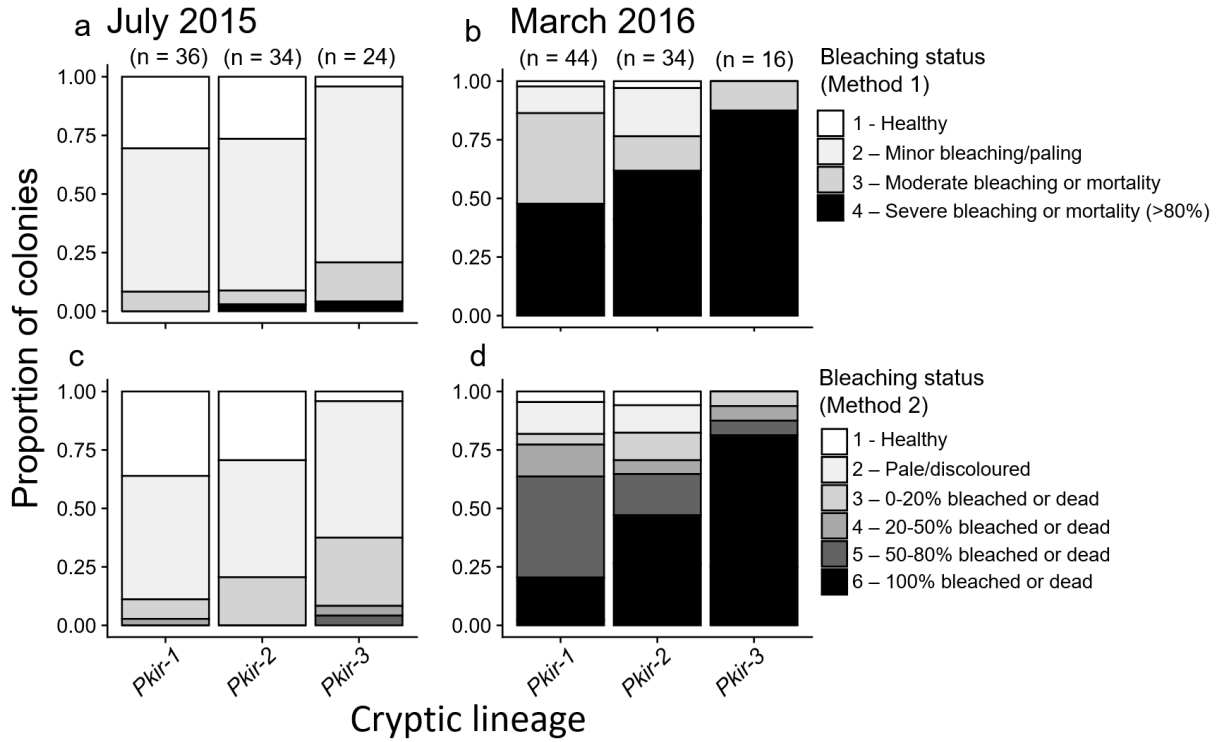 a July 2015
b March 2016
(n = 36) (n = 34) (n = 24)
(n = 44) (n = 34) (n = 16)
Bleaching status
(Method 1)
1 - Healthy
2 – Minor bleaching/paling
3 – Moderate bleaching or mortality
4 – Severe bleaching or mortality (>80%)
1.00
0.75
0.50
0.25
0.00
1.00
0.75
0.50
0.25
0.00
Proportion of colonies
c
d
Bleaching status
(Method 2)
1 - Healthy
2 – Pale/discoloured
3 – 0-20% bleached or dead
4 – 20-50% bleached or dead
5 – 50-80% bleached or dead
6 – 100% bleached or dead
1.00
0.75
0.50
0.25
0.00
1.00
0.75
0.50
0.25
0.00
Pkir-1
Pkir-2
Pkir-3
Pkir-1
Pkir-2
Pkir-3
Cryptic lineage